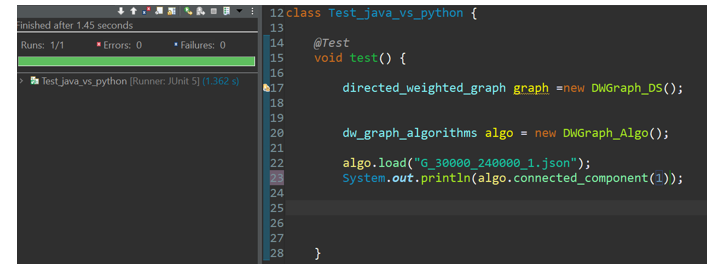 Finished after 1.45 seconds
Runs: 1/1 Errors: 0 Failures: 0
Test_java_vs_python [Runner: JUnit 5] (1.362 s)
12 class Test_java_vs_python {
13
14 @Test
15 void test() {
16
17 directed_weighted_graph graph =new DWGraph_DS();
18
19
20 dw_graph_algorithms algo = new DWGraph_Algo();
21
22 algo.load("G_30000_240000_1.json");
23 System.out.println(algo.connected_component(1));
24
25
26
27
28 }